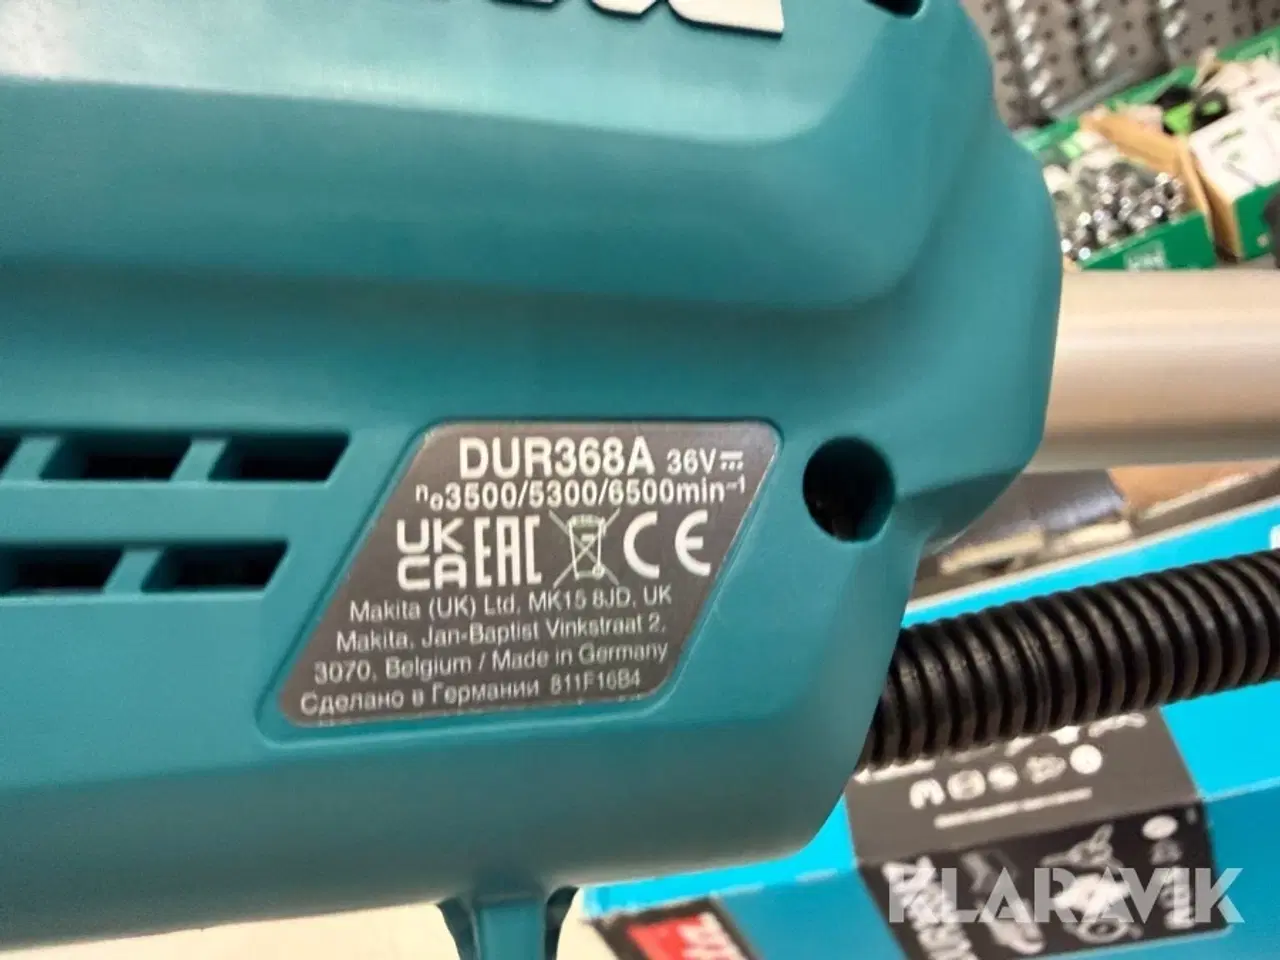 DUR368A 36V
n₀3500/5300/6500min⁻¹
UK
CA EAC CE
Makita (UK) Ltd. MK15 8JD, UK
Makita, Jan-Baptist Vinkstraat 2,
3070, Belgium / Made in Germany
Сделано в Германии 811F16B4
KLARAVIK